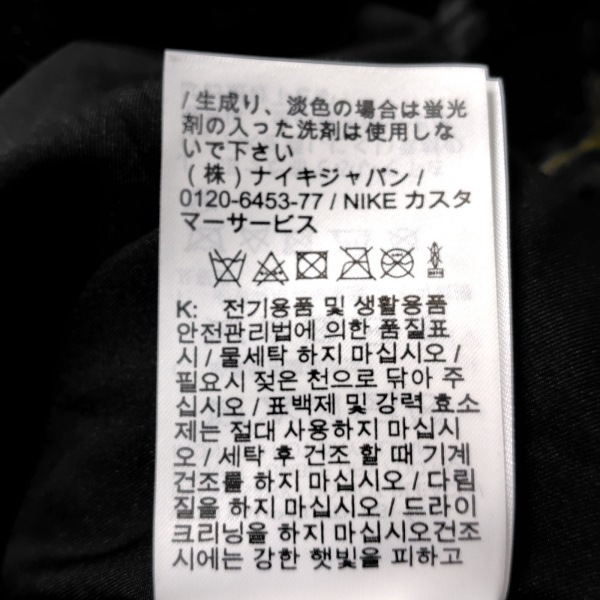 / 生成り、淡色の場合は蛍光
剤の入った洗剤は使用しな
いで下さい
(株) ナイキジャパン /
0120-6453-77 / NIKE カスタ
マーサービス
K: 전기용품 및 생활용품
안전관리법에 의한 품질표
시 / 물세탁 하지 마십시오 /
필요시 젖은 천으로 닦아 주
십시오 / 표백제 및 강력 효소
제는 절대 사용하지 마십시
오 / 세탁 후 건조 할 때 기계
건조를 하지 마십시오 / 다림
질을 하지 마십시오 / 드라이
크리닝을 하지 마십시오건조
시에는 강한 햇빛을 피하고